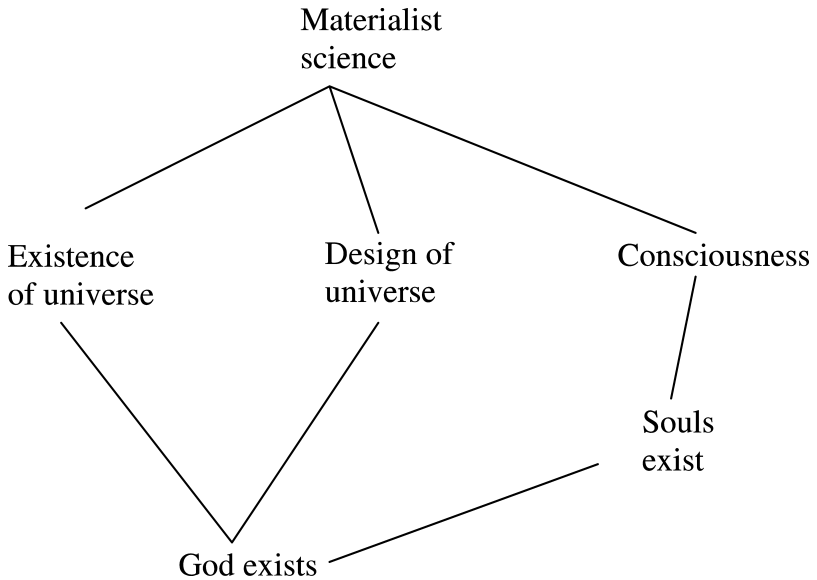 Materialist
science
Existence
of universe
Design of
universe
Consciousness
Souls
exist
God exists